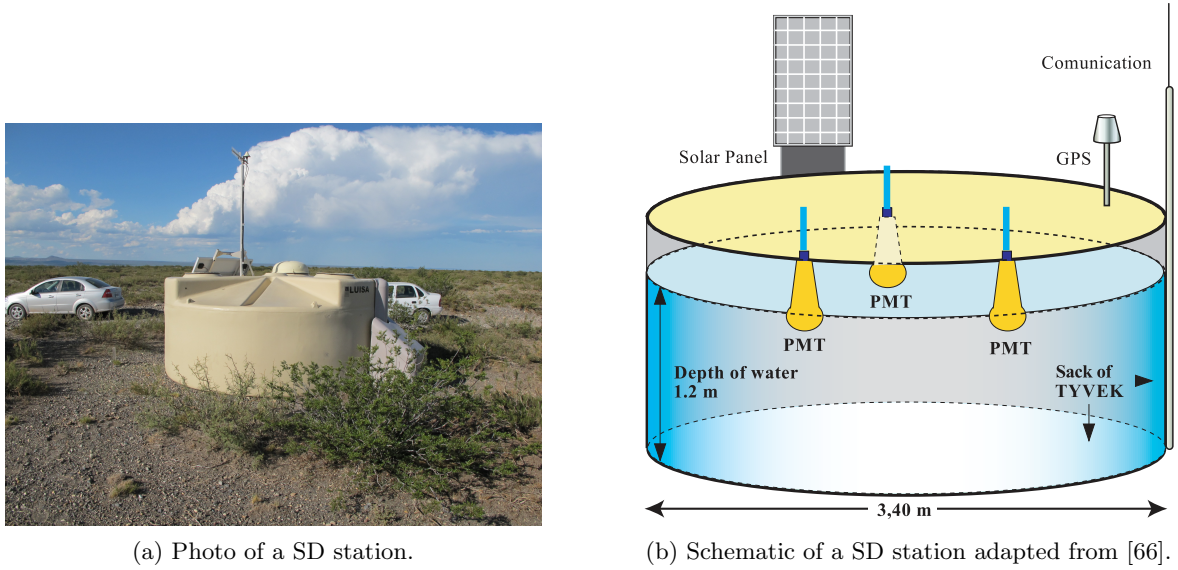 LUISA
(a) Photo of a SD station.
Comunication
Solar Panel
GPS
PMT
PMT
PMT
Depth of water
1.2 m
Sack of
TYVEK
3,40 m
(b) Schematic of a SD station adapted from [66].